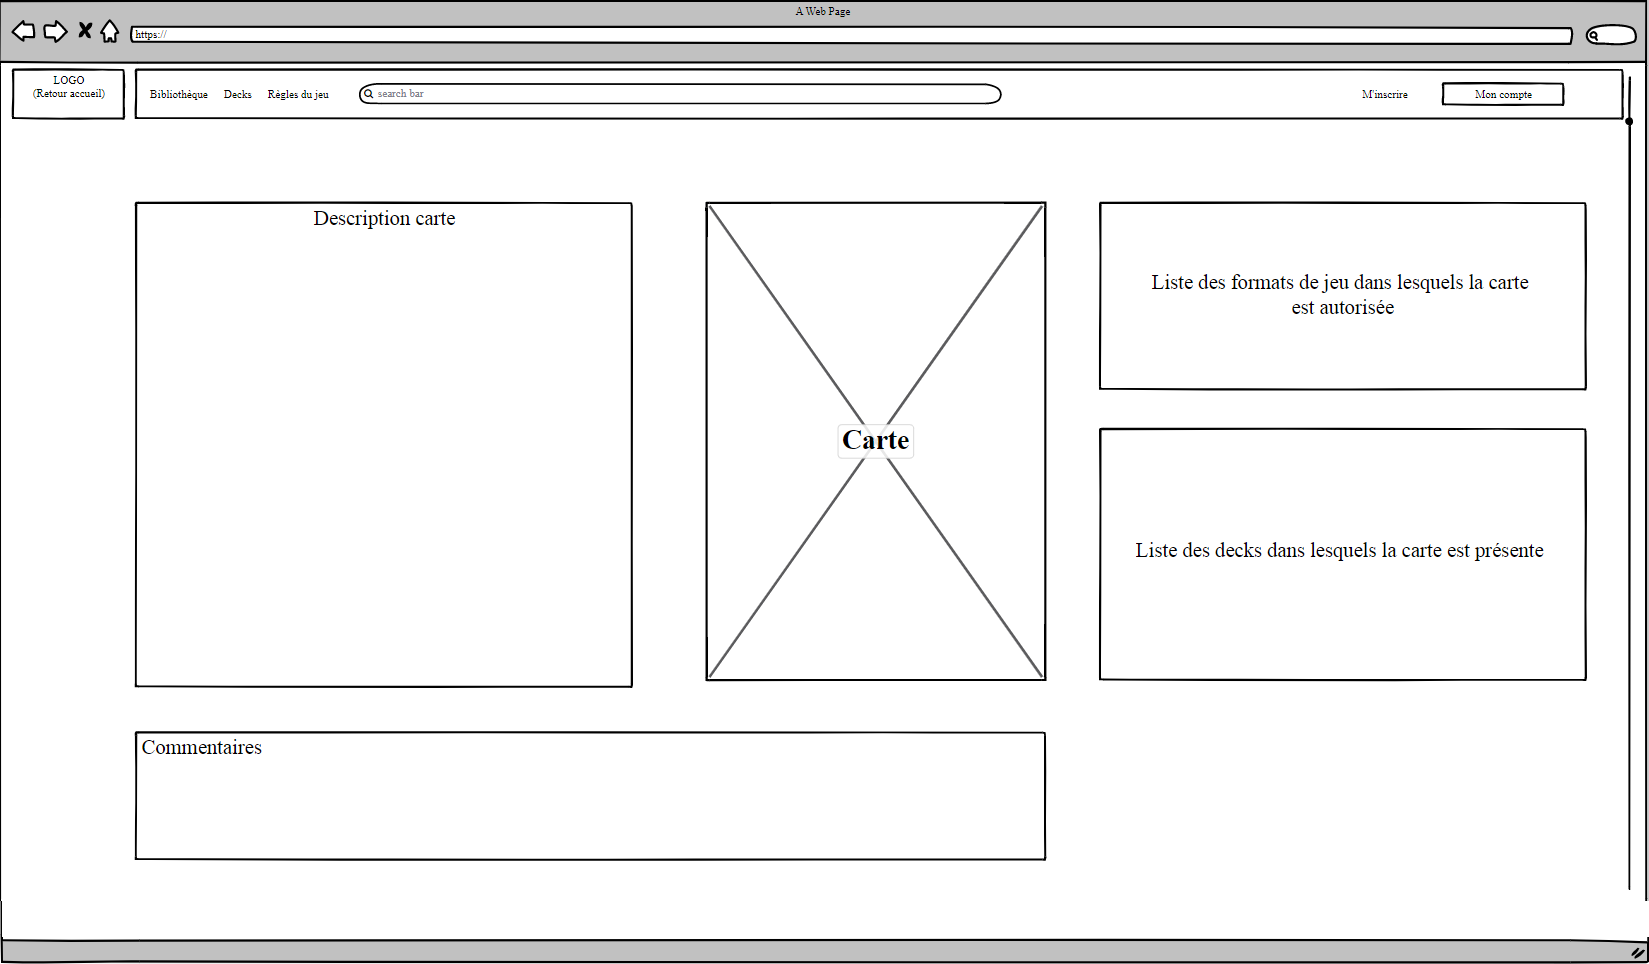 A Web Page
https://
LOGO
(Retour accueil)
Bibliothèque Decks Règles du jeu search bar M'inscrire Mon compte
Description carte
Carte
Liste des formats de jeu dans lesquels la carte
est autorisée
Liste des decks dans lesquels la carte est présente
Commentaires